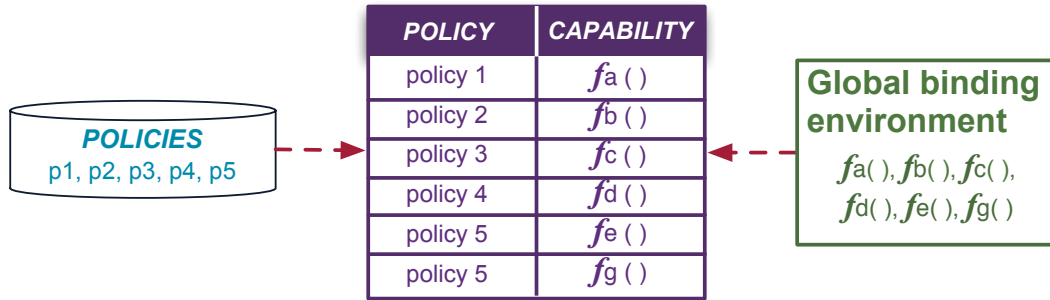 POLICIES
p1, p2, p3, p4, p5
POLICY CAPABILITY
policy 1 fa ( )
policy 2 fb ( )
policy 3 fc ( )
policy 4 fd ( )
policy 5 fe ( )
policy 5 fg ( )
Global binding
environment
fa( ), fb( ), fc( ),
fd( ), fe( ), fg( )